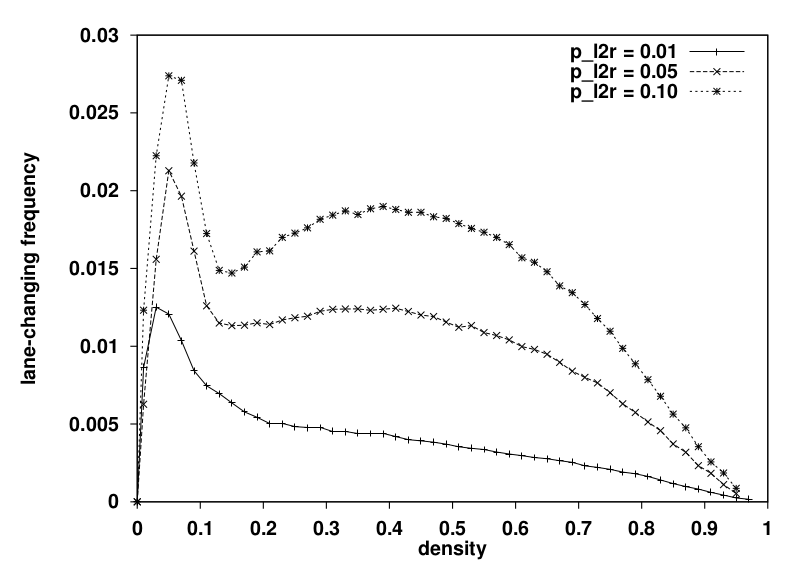 0.03
0.025
0.02
0.015
0.01
0.005
0
lane-changing frequency
p_l2r = 0.01
p_l2r = 0.05
p_l2r = 0.10
0 0.1 0.2 0.3 0.4 0.5 0.6 0.7 0.8 0.9 1
density